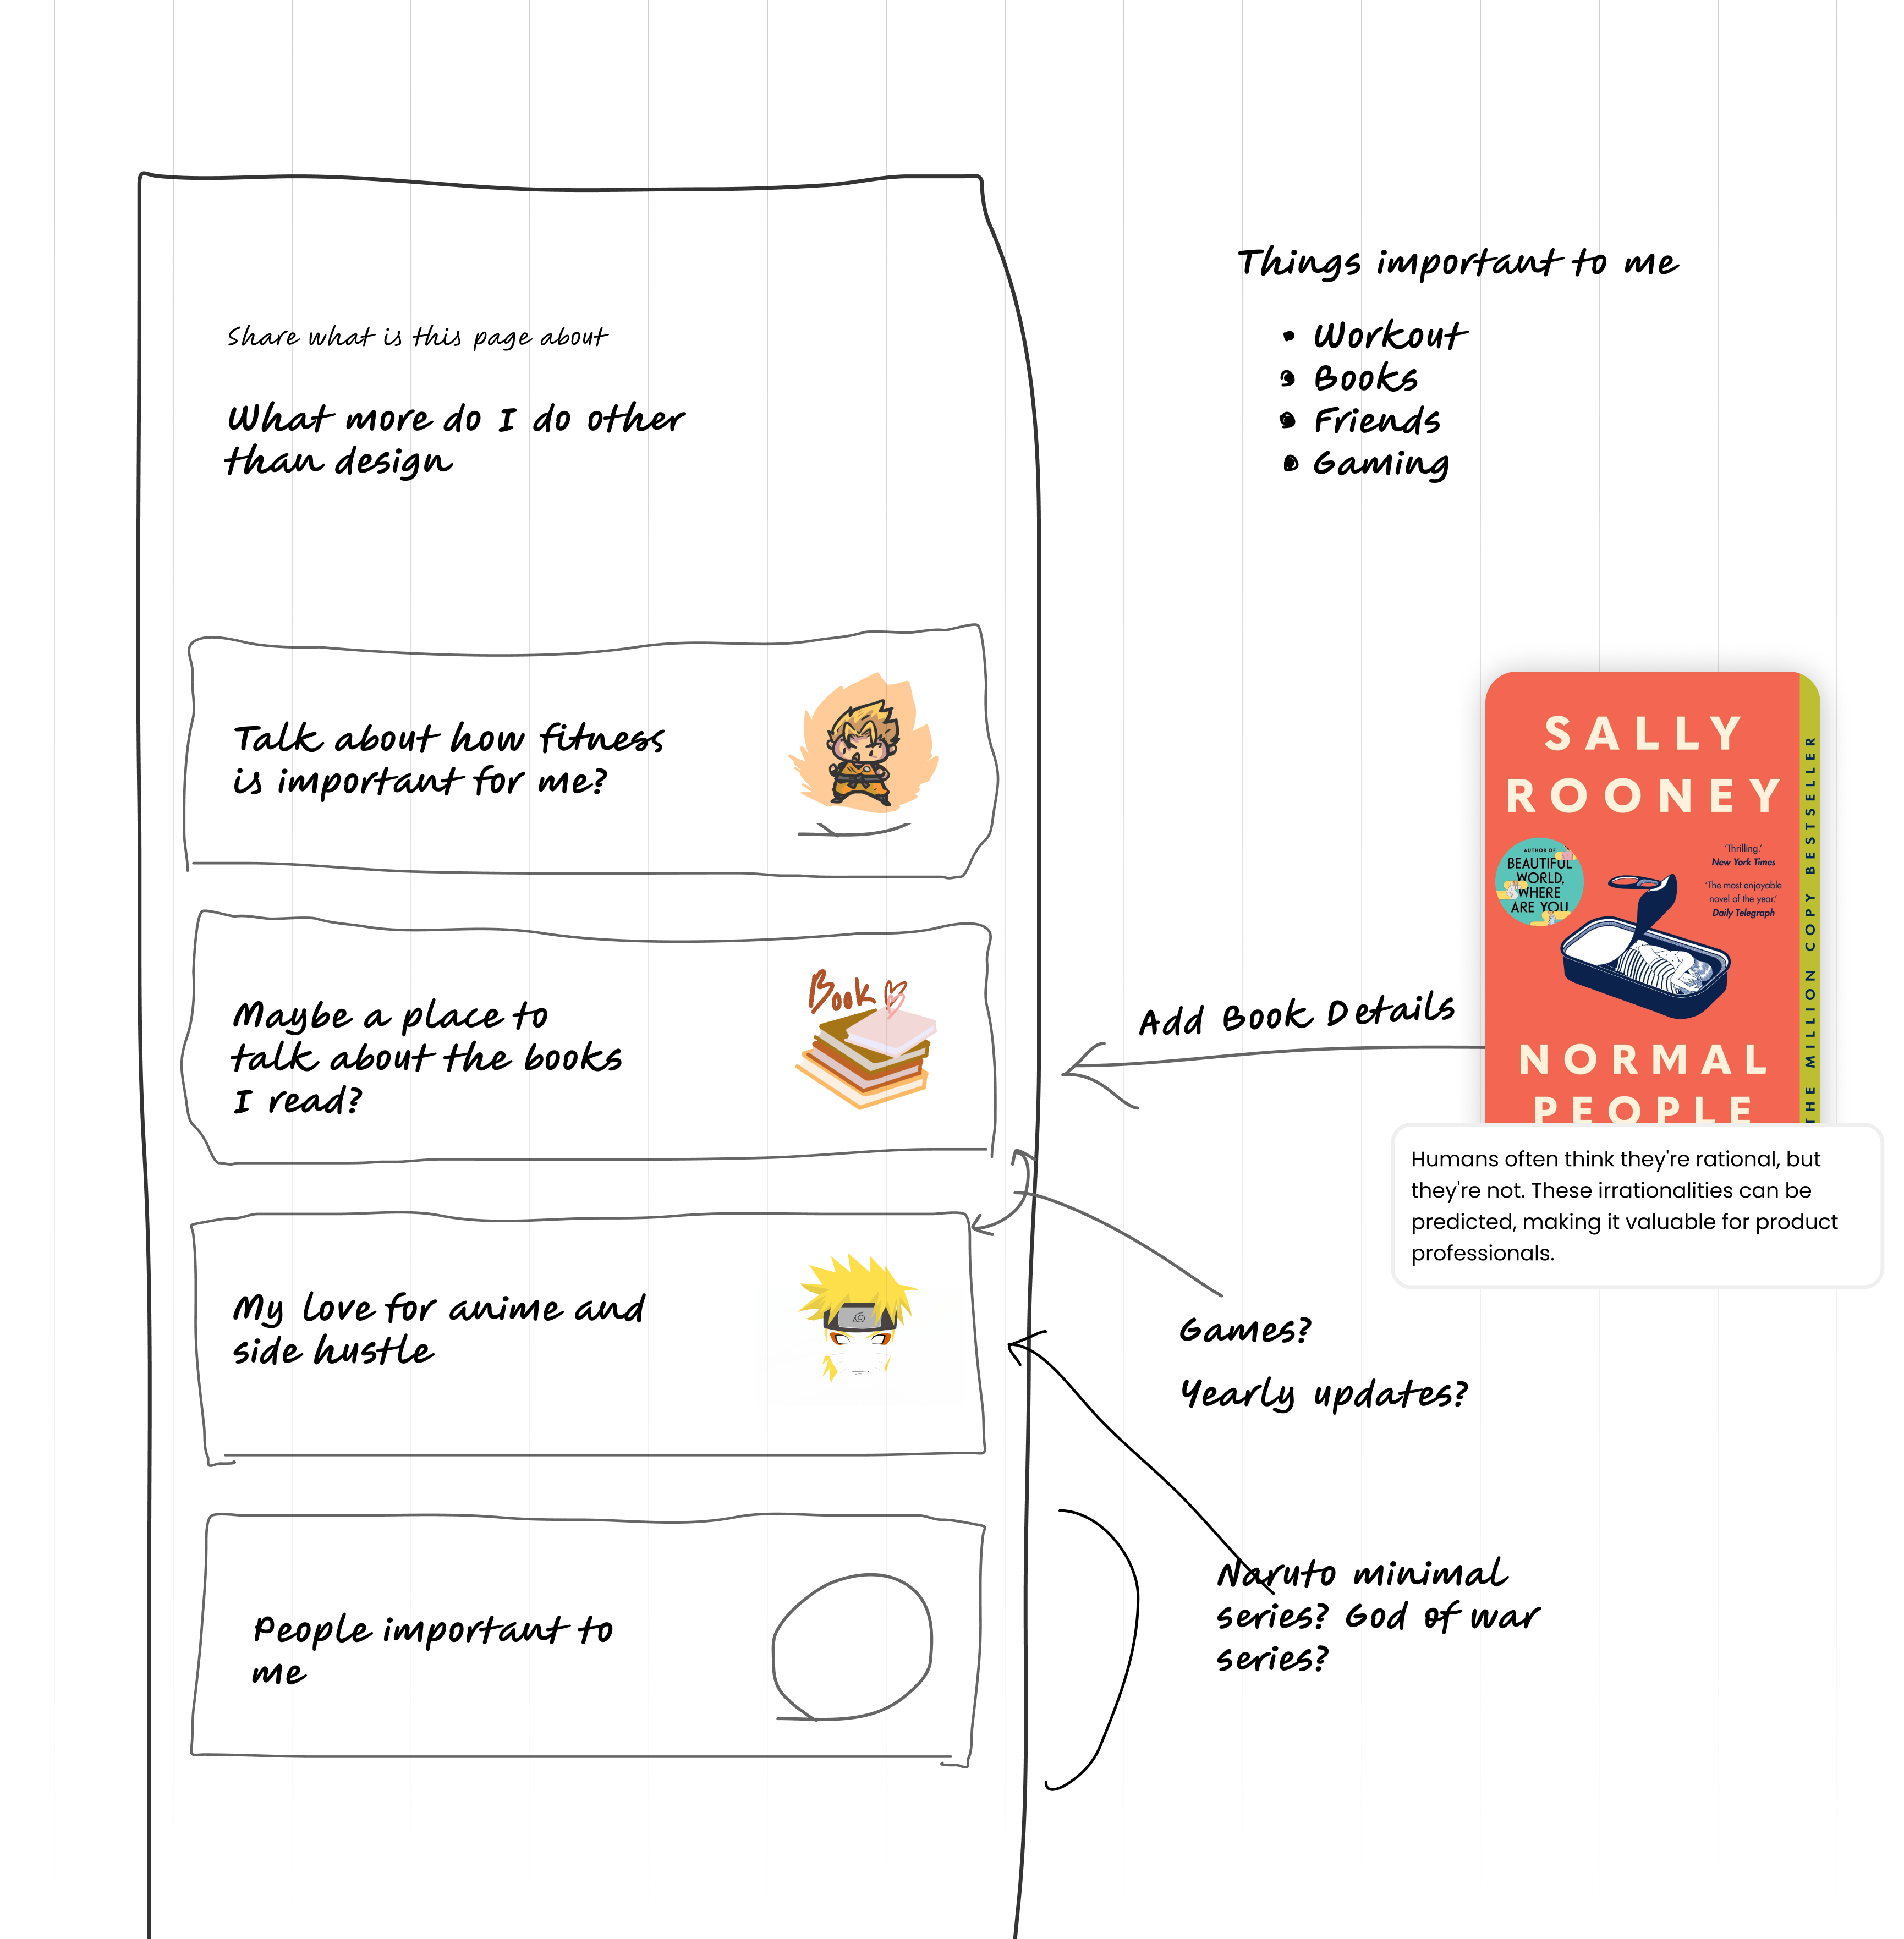 Share what is this page about
What more do I do other
than design
Talk about how fitness
is important for me?
Book
Maybe a place to
talk about the books
I read?
My love for anime and
side hustle
People important to
me
Things important to me
• Workout
• Books
• Friends
• Gaming
SALLY
ROONEY
AUTHOR OF
BEAUTIFUL
WORLD,
WHERE
ARE YOU
'Thrilling.'
New York Times
'The most enjoyable
novel of the year.'
Daily Telegraph
NORMAL
PEOPLE
THE MILLION COPY BESTSELLER
Add Book Details
Humans often think they're rational, but
they're not. These irrationalities can be
predicted, making it valuable for product
professionals.
Games?
Yearly updates?
Naruto minimal
series? God of war
series?